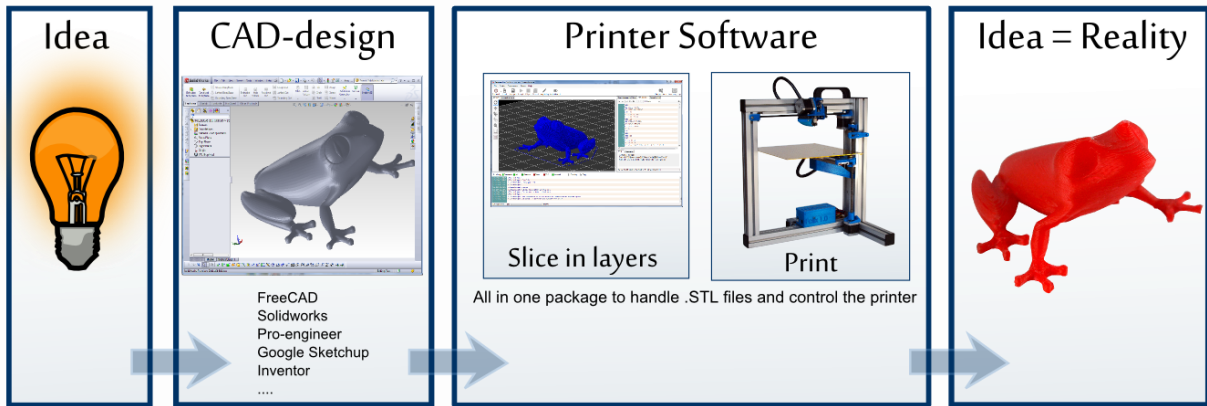 Idea
CAD-design
FreeCAD
Solidworks
Pro-engineer
Google Sketchup
Inventor
....
Printer Software
Slice in layers
Print
All in one package to handle .STL files and control the printer
Idea = Reality